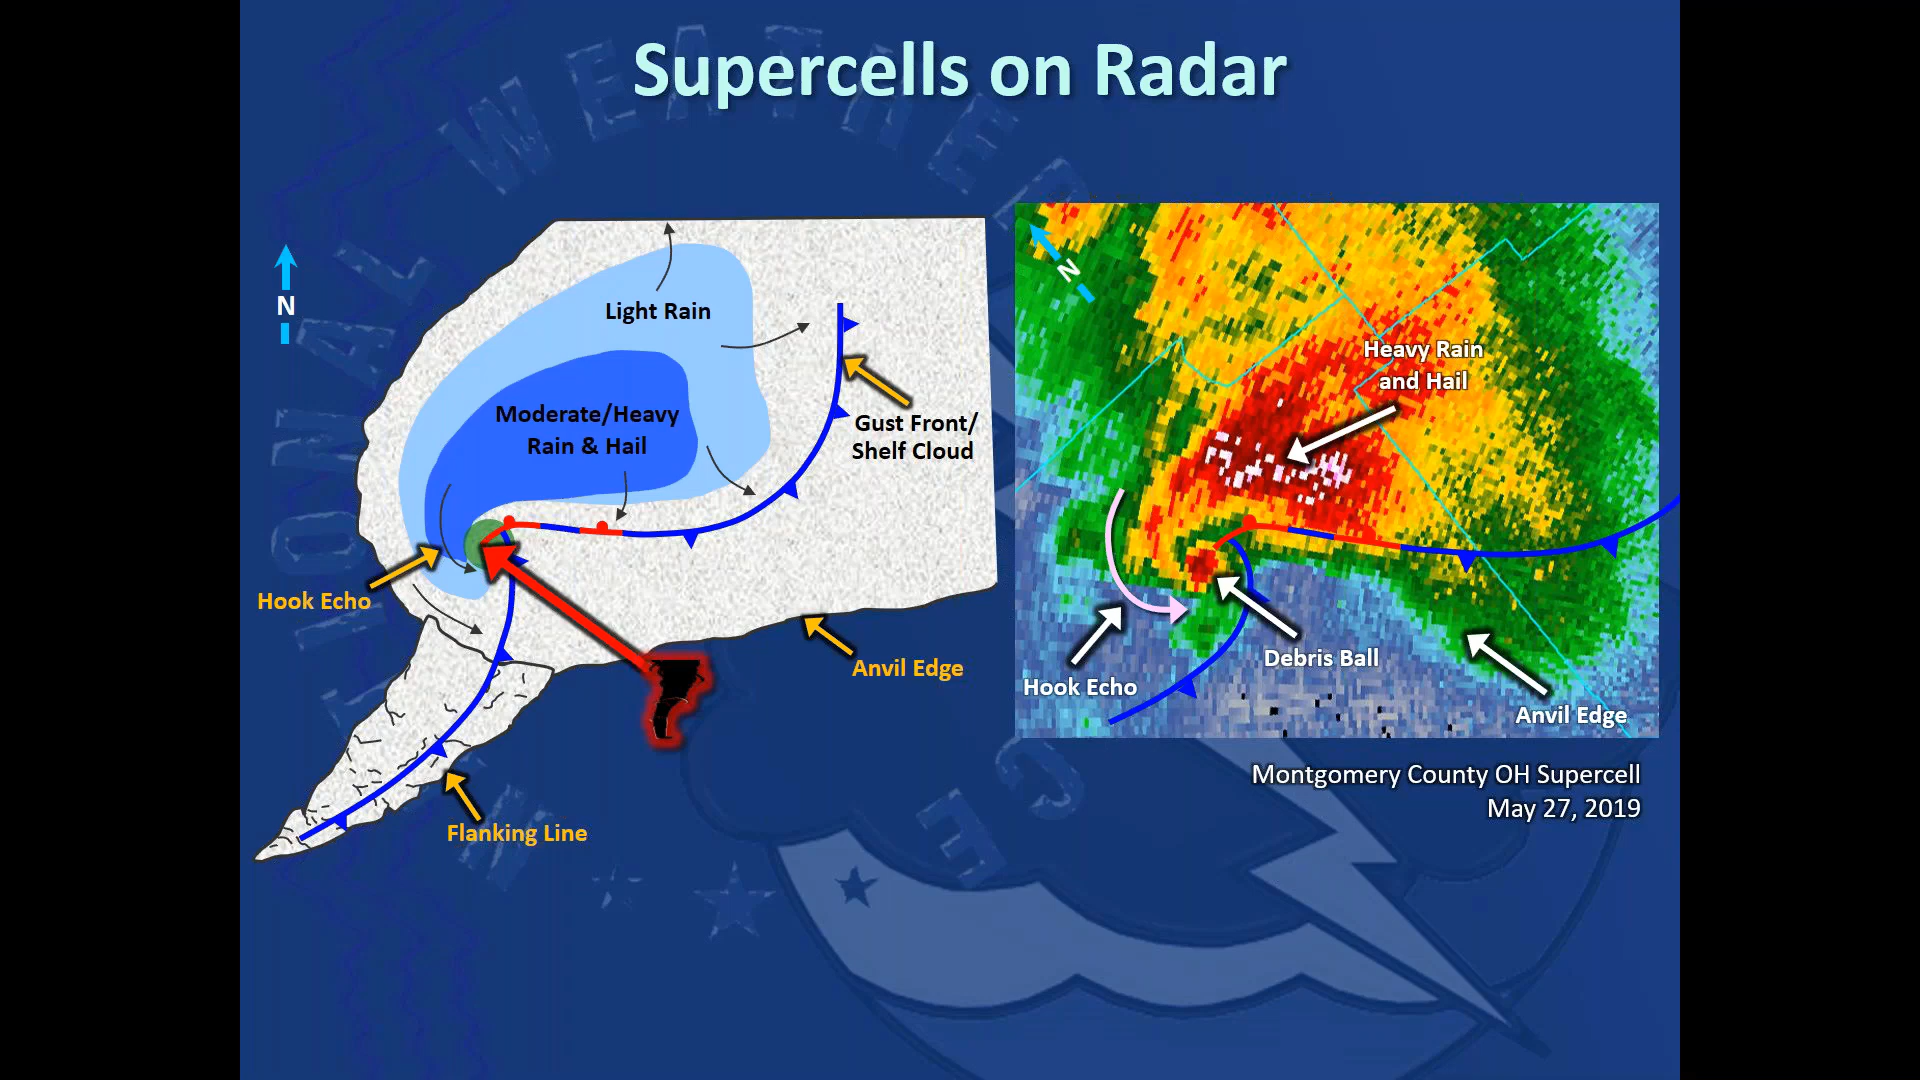 Supercells on Radar
N
Light Rain
Moderate/Heavy
Rain & Hail
Gust Front/
Shelf Cloud
Hook Echo
Anvil Edge
Flanking Line
N
Heavy Rain
and Hail
Debris Ball
Hook Echo
Anvil Edge
Montgomery County OH Supercell
May 27, 2019
WEATHER